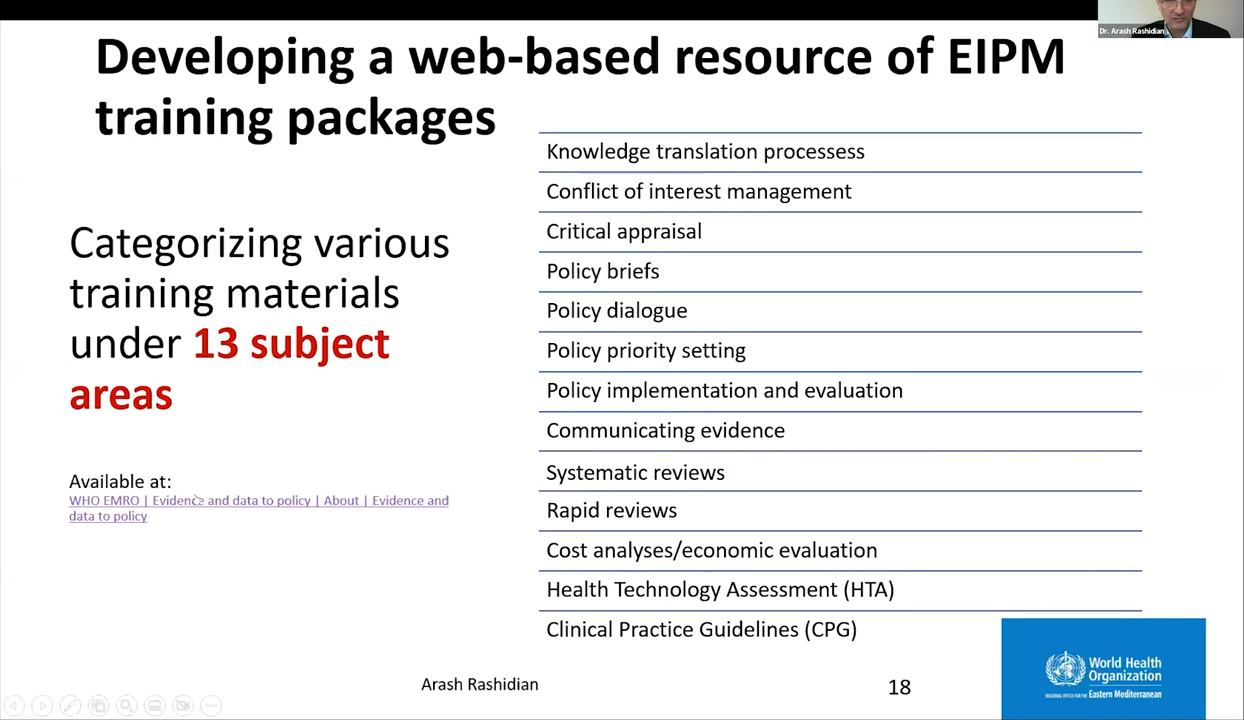 Dr. Arash Rashidian
Developing a web-based resource of EIPM
training packages
Categorizing various
training materials
under 13 subject
areas
Available at:
WHO EMRO | Evidence and data to policy | About | Evidence and
data to policy
Knowledge translation processess
Conflict of interest management
Critical appraisal
Policy briefs
Policy dialogue
Policy priority setting
Policy implementation and evaluation
Communicating evidence
Systematic reviews
Rapid reviews
Cost analyses/economic evaluation
Health Technology Assessment (HTA)
Clinical Practice Guidelines (CPG)
Arash Rashidian
18
World Health
Organization
REGIONAL OFFICE FOR THE Eastern Mediterranean